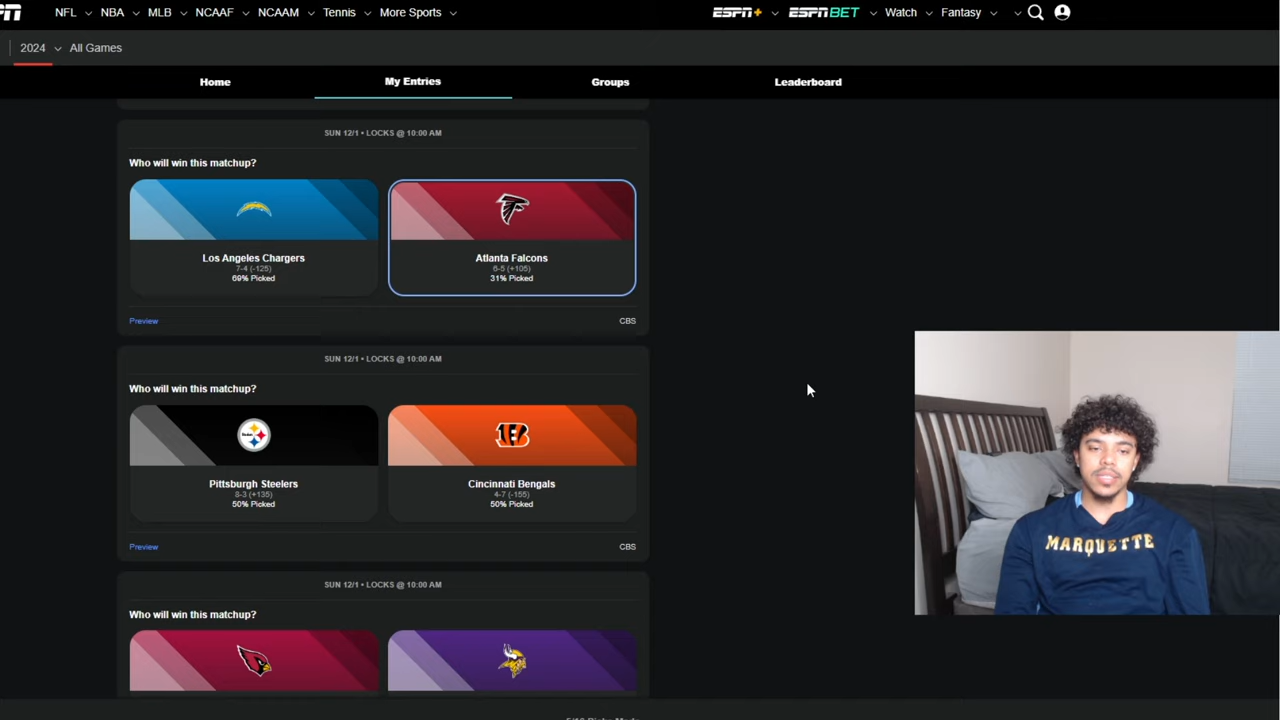 NFL NBA MLB NCAAF NCAAM Tennis More Sports ESPN+ ESPN BET Watch Fantasy
2024 All Games
Home My Entries Groups Leaderboard
SUN 12/1 • LOCKS @ 10:00 AM
Who will win this matchup?
Los Angeles Chargers Atlanta Falcons
7-4 (-125) 6-5 (+105)
69% Picked 31% Picked
Preview CBS
SUN 12/1 • LOCKS @ 10:00 AM
Who will win this matchup?
Pittsburgh Steelers Cincinnati Bengals
8-3 (+135) 4-7 (-155)
50% Picked 50% Picked
Preview CBS
SUN 12/1 • LOCKS @ 10:00 AM
Who will win this matchup?
MARQUETTE